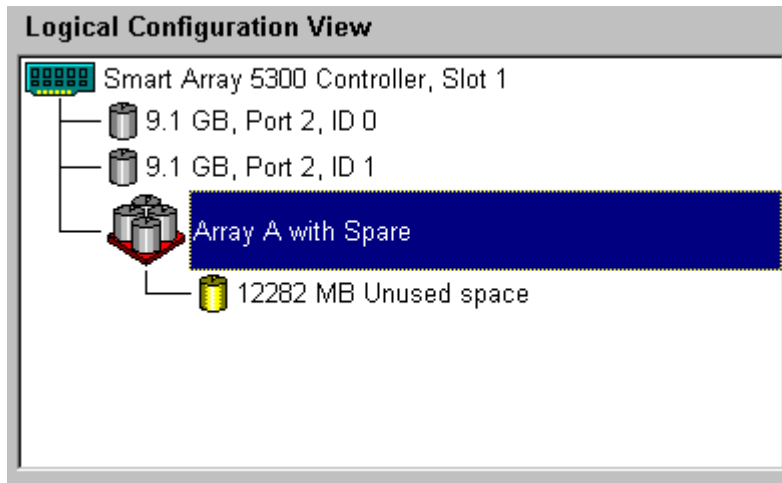 Logical Configuration View
Smart Array 5300 Controller, Slot 1
9.1 GB, Port 2, ID 0
9.1 GB, Port 2, ID 1
Array A with Spare
12282 MB Unused space